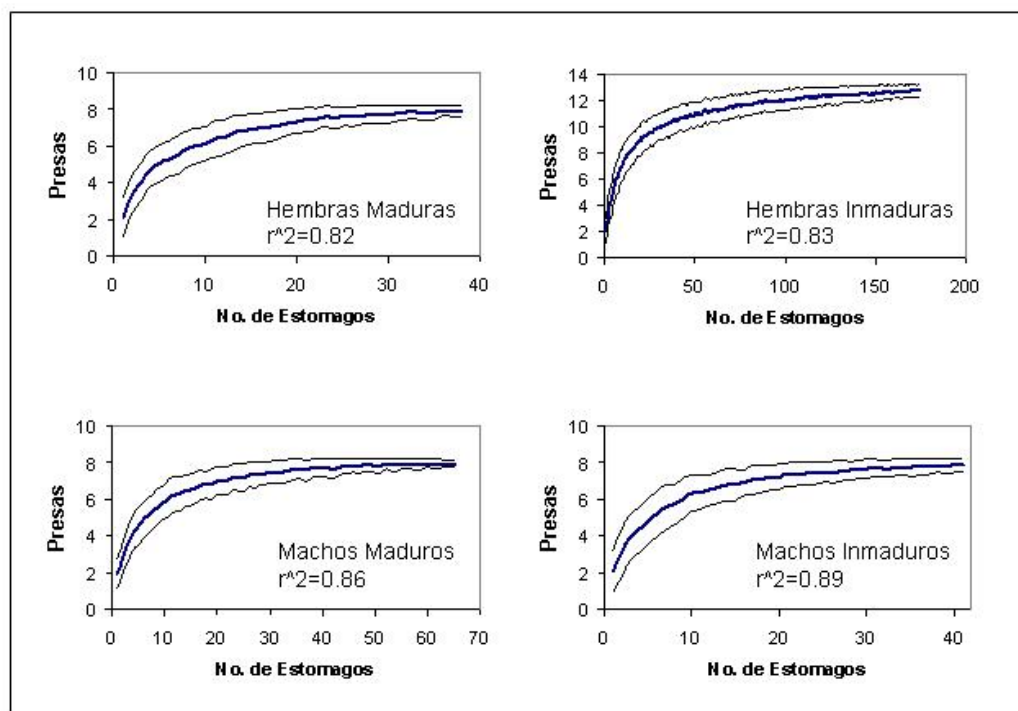 10
8
6
4
2
0
Presas
Hembras Maduras
r^2=0.82
0 10 20 30 40
No. de Estomagos
14
12
10
8
6
4
2
0
Presas
Hembras Inmaduras
r^2=0.83
0 50 100 150 200
No. de Estomagos
10
8
6
4
2
0
Presas
Machos Maduros
r^2=0.86
0 10 20 30 40 50 60 70
No. de Estomagos
10
8
6
4
2
0
Presas
Machos Inmaduros
r^2=0.89
0 10 20 30 40
No. de Estomagos